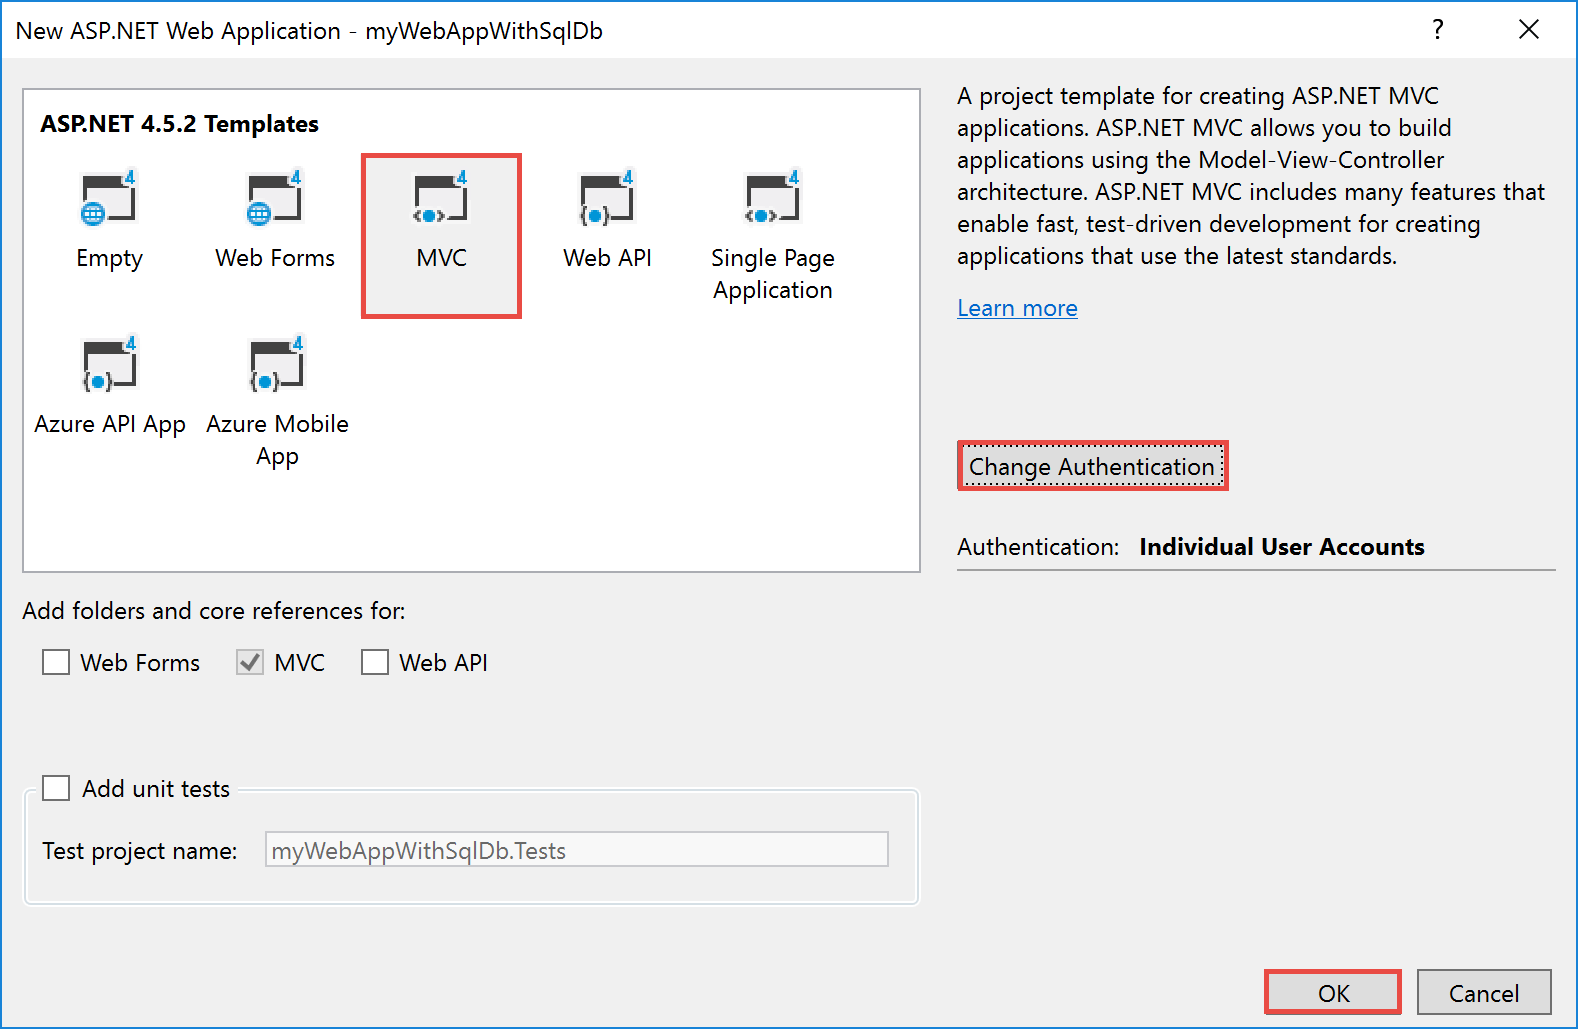 New ASP.NET Web Application - myWebAppWithSqlDb
?
ASP.NET 4.5.2 Templates
4
Empty
4
Web Forms
4
MVC
4
Web API
4
Single Page
Application
4
Azure API App
4
Azure Mobile
App
A project template for creating ASP.NET MVC
applications. ASP.NET MVC allows you to build
applications using the Model-View-Controller
architecture. ASP.NET MVC includes many features that
enable fast, test-driven development for creating
applications that use the latest standards.
Learn more
Change Authentication
Authentication: Individual User Accounts
Add folders and core references for:
Web Forms MVC Web API
Add unit tests
Test project name: myWebAppWithSqlDb.Tests
OK Cancel